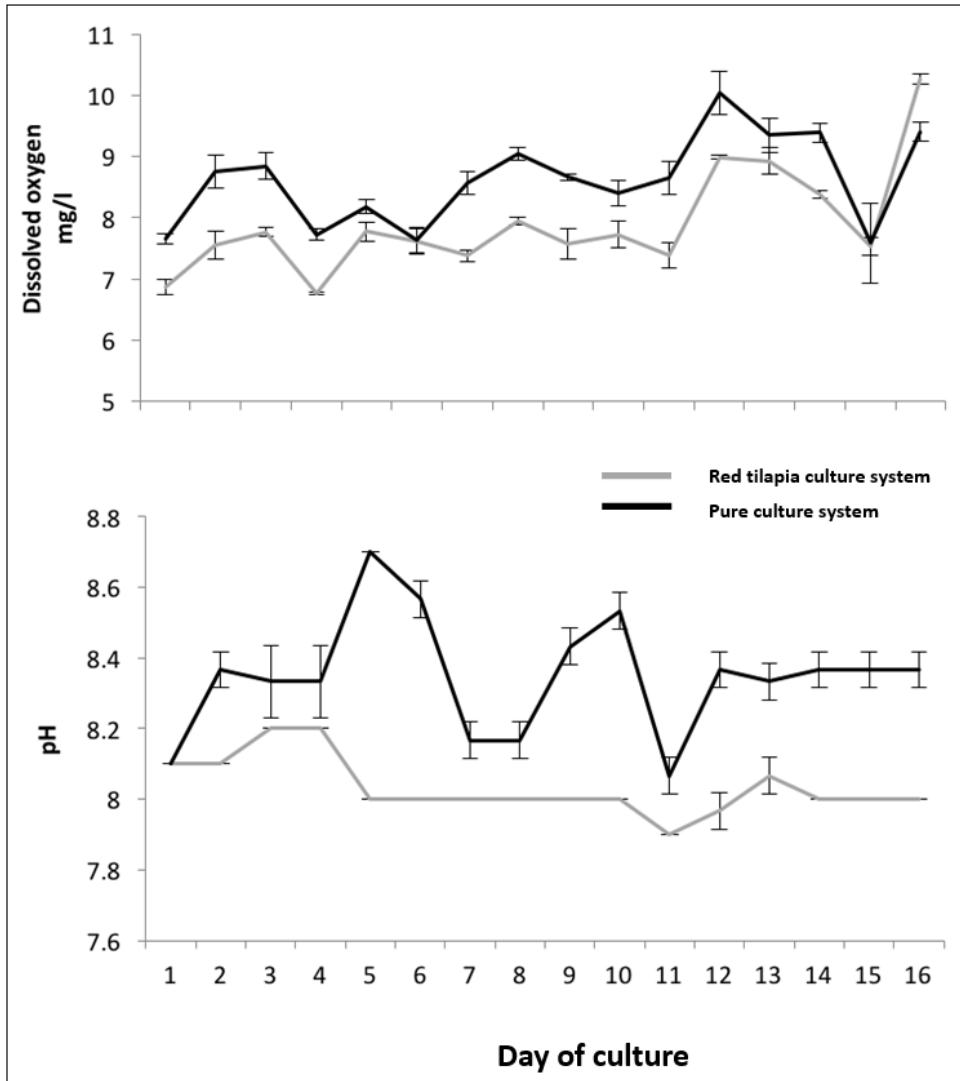 11
10
9
8
7
6
5
Dissolved oxygen
mg/l
Red tilapia culture system
Pure culture system
8.8
8.6
8.4
8.2
8
7.8
7.6
pH
1 2 3 4 5 6 7 8 9 10 11 12 13 14 15 16
Day of culture